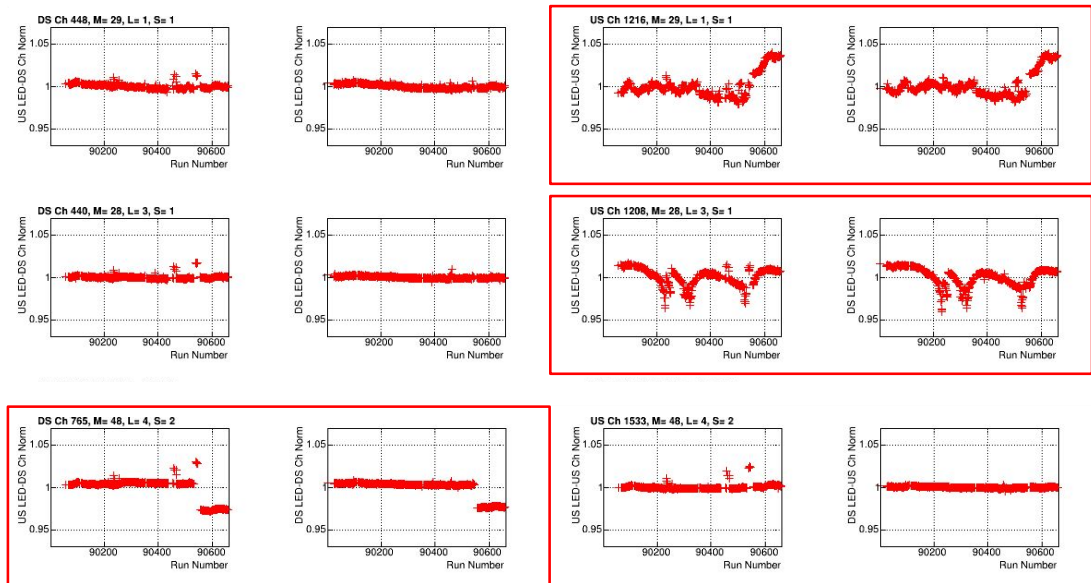 DS Ch 448, M= 29, L= 1, S= 1
US LED-DS Ch Norm
1.05
1
0.95
90200 90400 90600
Run Number
DS LED-DS Ch Norm
1.05
1
0.95
90200 90400 90600
Run Number
US Ch 1216, M= 29, L= 1, S= 1
US LED-US Ch Norm
1.05
1
0.95
90200 90400 90600
Run Number
DS LED-US Ch Norm
1.05
1
0.95
90200 90400 90600
Run Number
DS Ch 440, M= 28, L= 3, S= 1
US LED-DS Ch Norm
1.05
1
0.95
90200 90400 90600
Run Number
DS LED-DS Ch Norm
1.05
1
0.95
90200 90400 90600
Run Number
US Ch 1208, M= 28, L= 3, S= 1
US LED-US Ch Norm
1.05
1
0.95
90200 90400 90600
Run Number
DS LED-US Ch Norm
1.05
1
0.95
90200 90400 90600
Run Number
DS Ch 765, M= 48, L= 4, S= 2
US LED-DS Ch Norm
1.05
1
0.95
90200 90400 90600
Run Number
DS LED-DS Ch Norm
1.05
1
0.95
90200 90400 90600
Run Number
US Ch 1533, M= 48, L= 4, S= 2
US LED-US Ch Norm
1.05
1
0.95
90200 90400 90600
Run Number
DS LED-US Ch Norm
1.05
1
0.95
90200 90400 90600
Run Number